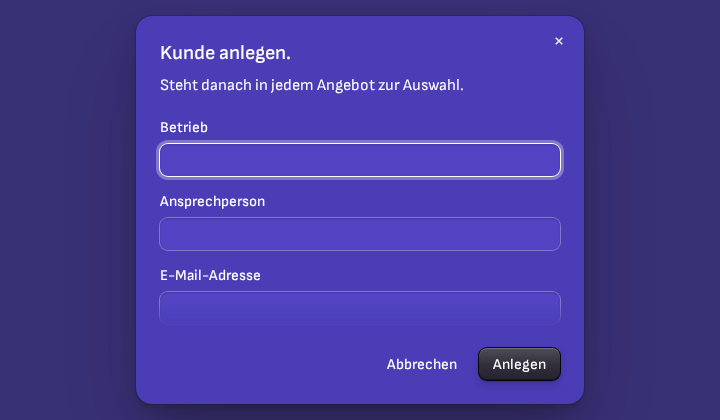 Kunde anlegen.
×
Steht danach in jedem Angebot zur Auswahl.
Betrieb
Ansprechperson
E-Mail-Adresse
Abbrechen
Anlegen